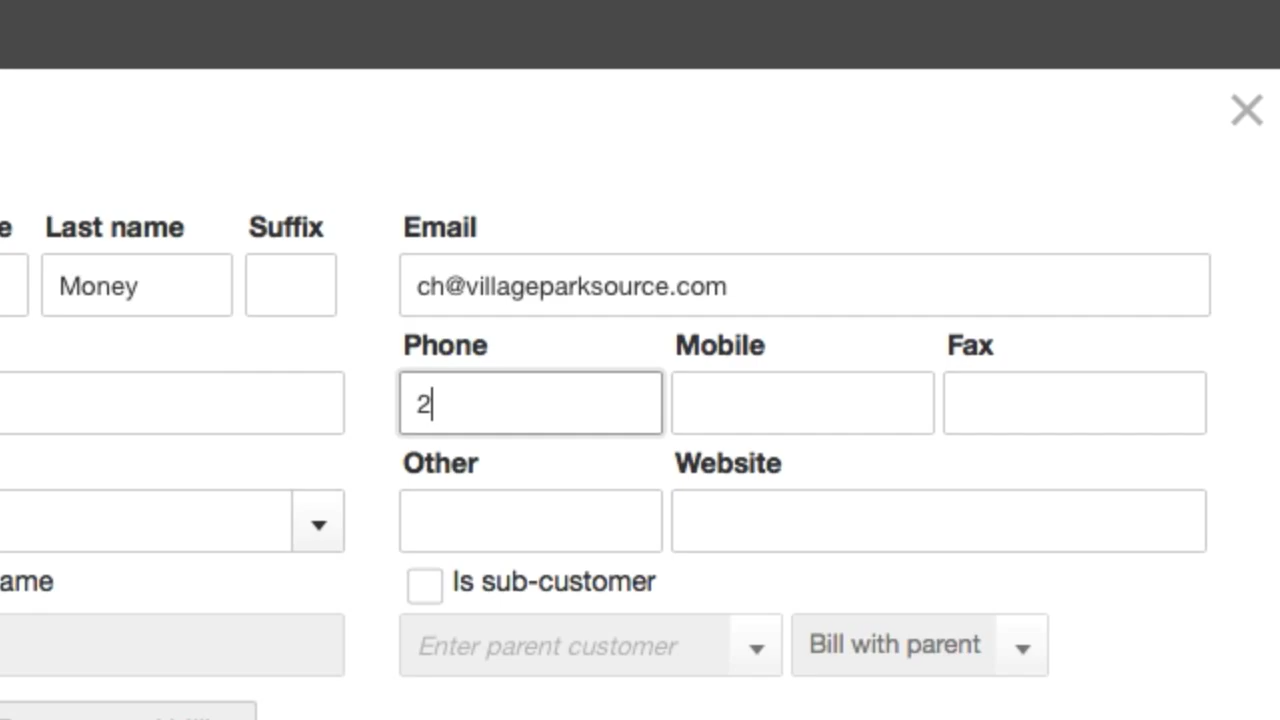 e Last name Suffix Email
Money ch@villageparksource.com
Phone Mobile Fax
2
Other Website
ame Is sub-customer
Enter parent customer Bill with parent